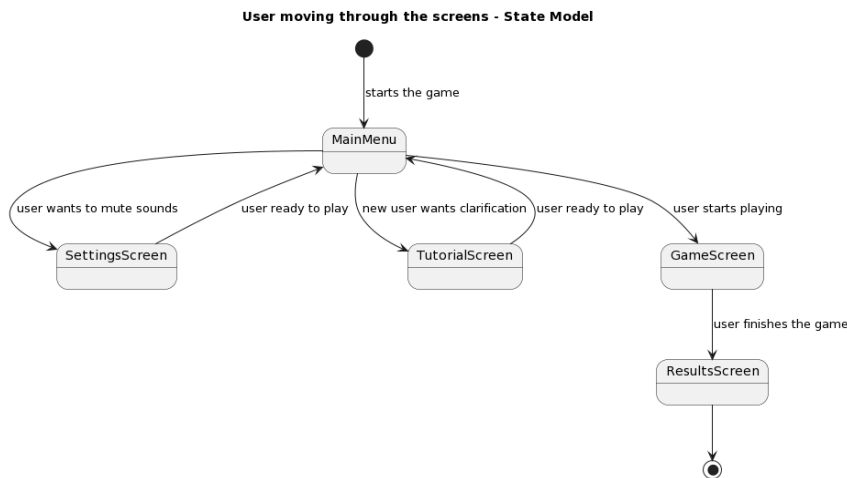 User moving through the screens - State Model
starts the game
MainMenu
user wants to mute sounds
user ready to play
new user wants clarification
user ready to play
user starts playing
SettingsScreen
TutorialScreen
GameScreen
user finishes the game
ResultsScreen